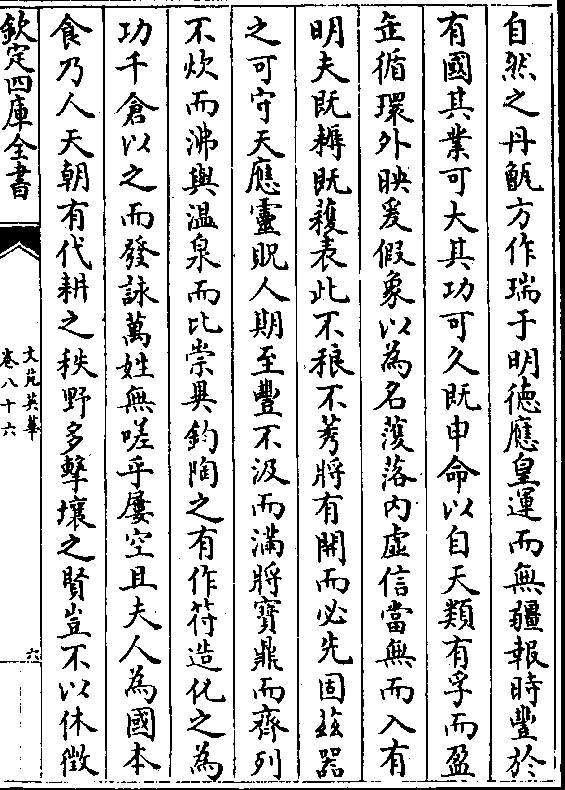 自然之丹甑方作瑞于明徳應皇運而無疆報時豐於
有國其業可大其功可久既申命以自天類有孚而盈
缶循環外映爰假象以為名濩落内虚信當無而入有
明夫既耨既穫表此不稂不莠將有開而必先固兹器
之可守天應靈貺人期至豐不汲而滿將寳鼎而齊列
不炊而沸與温泉而比崇異鈞陶之有作符造化之為
功千倉以之而發詠萬姓無嗟乎屢空且夫人為國本
食乃人天朝有代耕之秩野多擊壤之賢豈不以休徴
欽定四庫全書
文苑英華
卷八十六
六